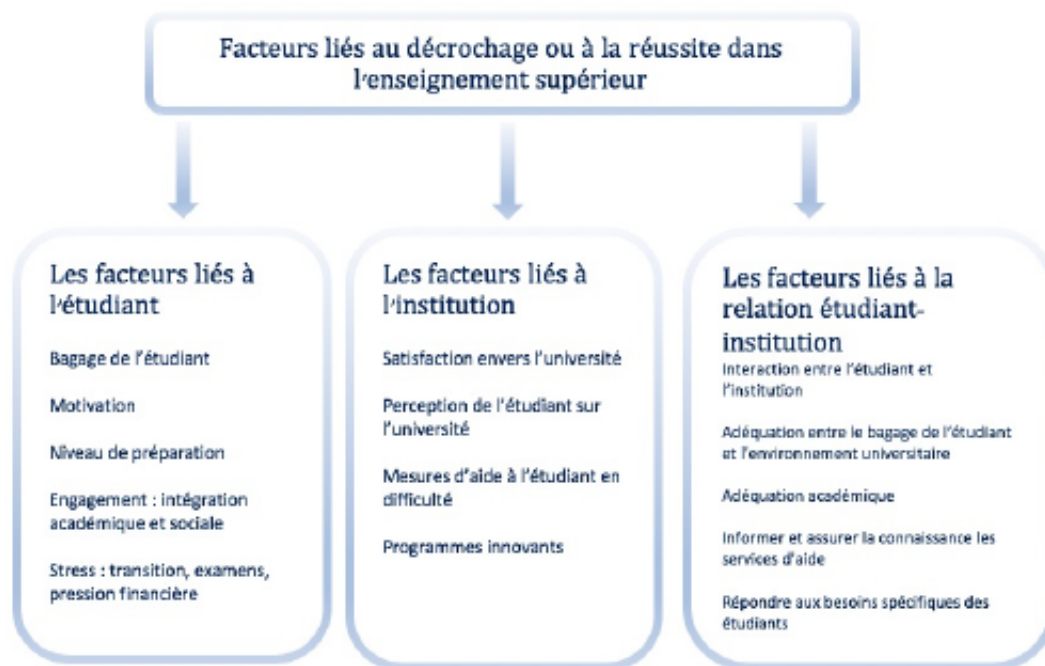 Facteurs liés au décrochage ou à la réussite dans
l'enseignement supérieur
Les facteurs liés à
l'étudiant
Bagage de l'étudiant
Motivation
Niveau de préparation
Engagement : intégration
académique et sociale
Stress : transition, examens,
pression financière
Les facteurs liés à
l'institution
Satisfaction envers l'université
Perception de l'étudiant sur
l'université
Mesures d'aide à l'étudiant en
difficulté
Programmes innovants
Les facteurs liés à la
relation étudiant-
institution
Interaction entre l'étudiant et
l'institution
Adéquation entre le bagage de l'étudiant
et l'environnement universitaire
Adéquation académique
Informer et assurer la connaissance les
services d'aide
Répondre aux besoins spécifiques des
étudiants